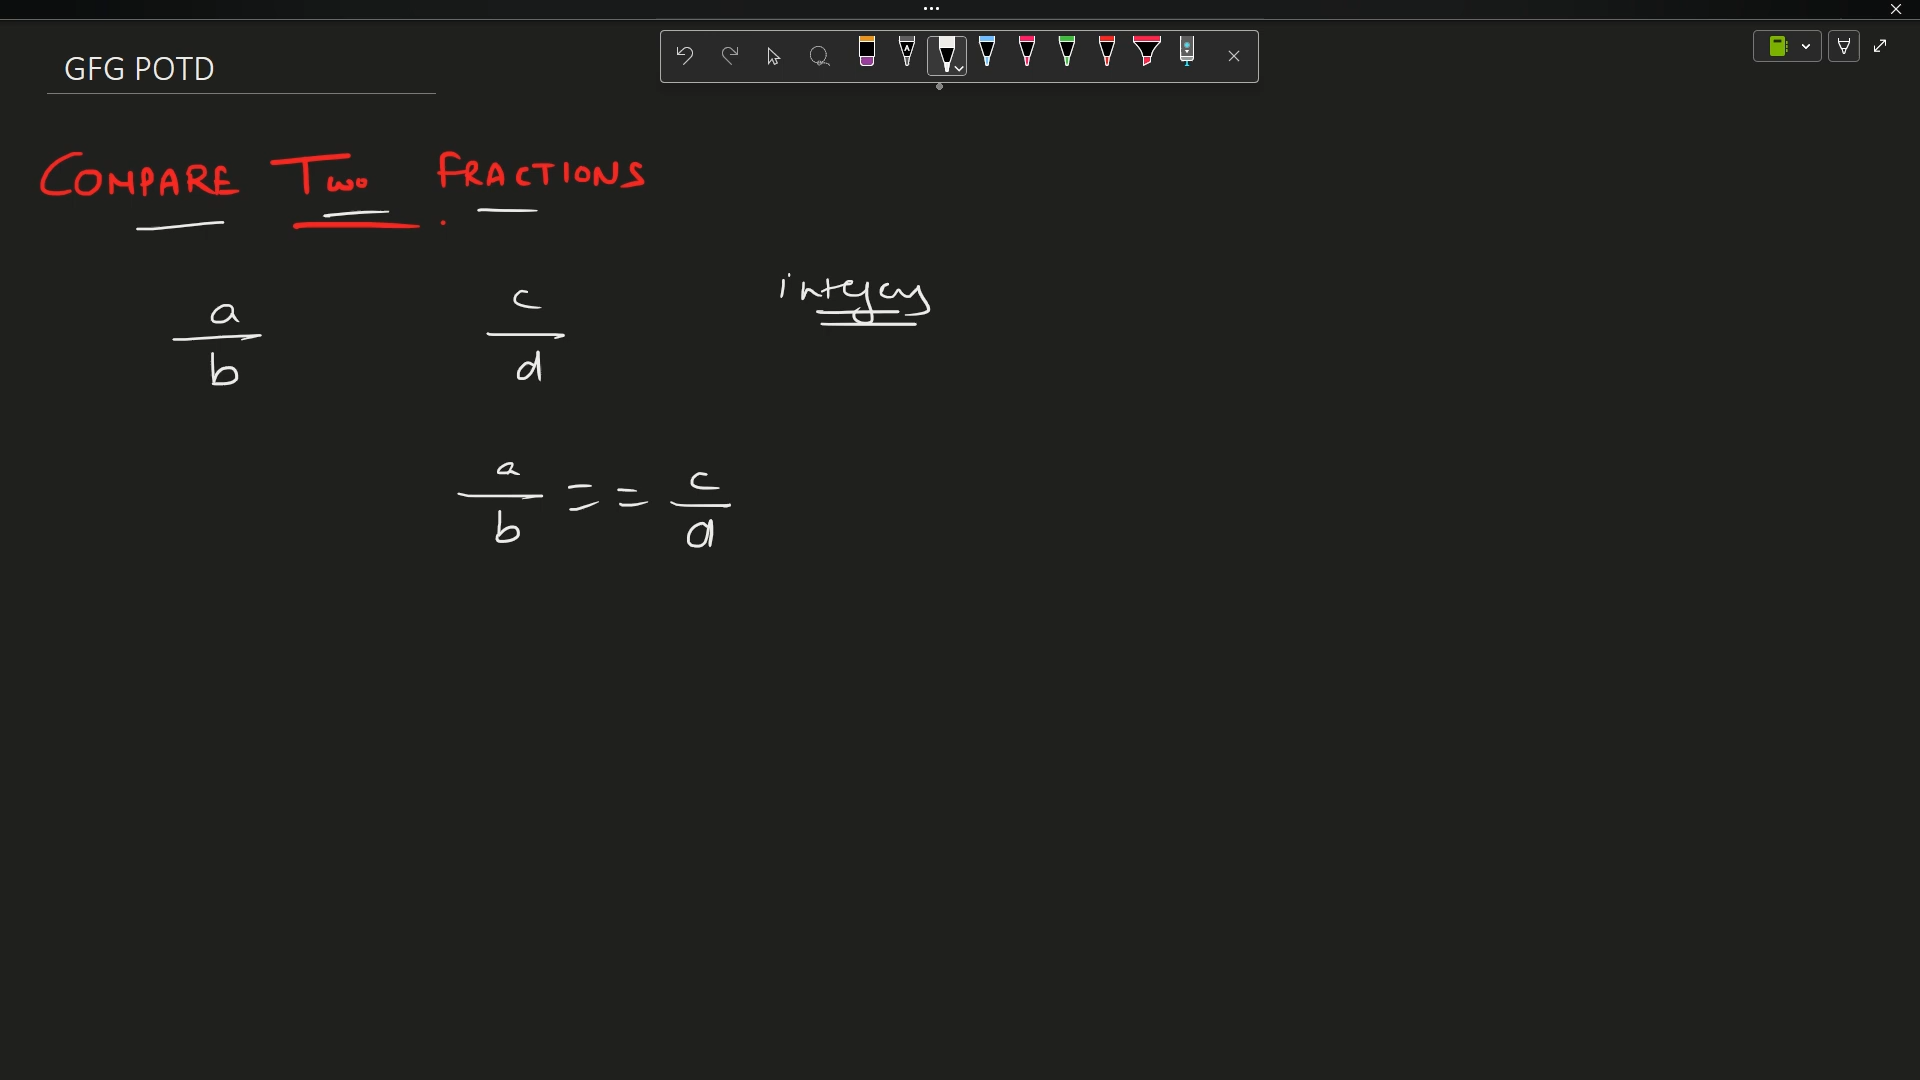 GFG POTD
COMPARE TWO FRACTIONS
a c integers
b d
a == c
b d